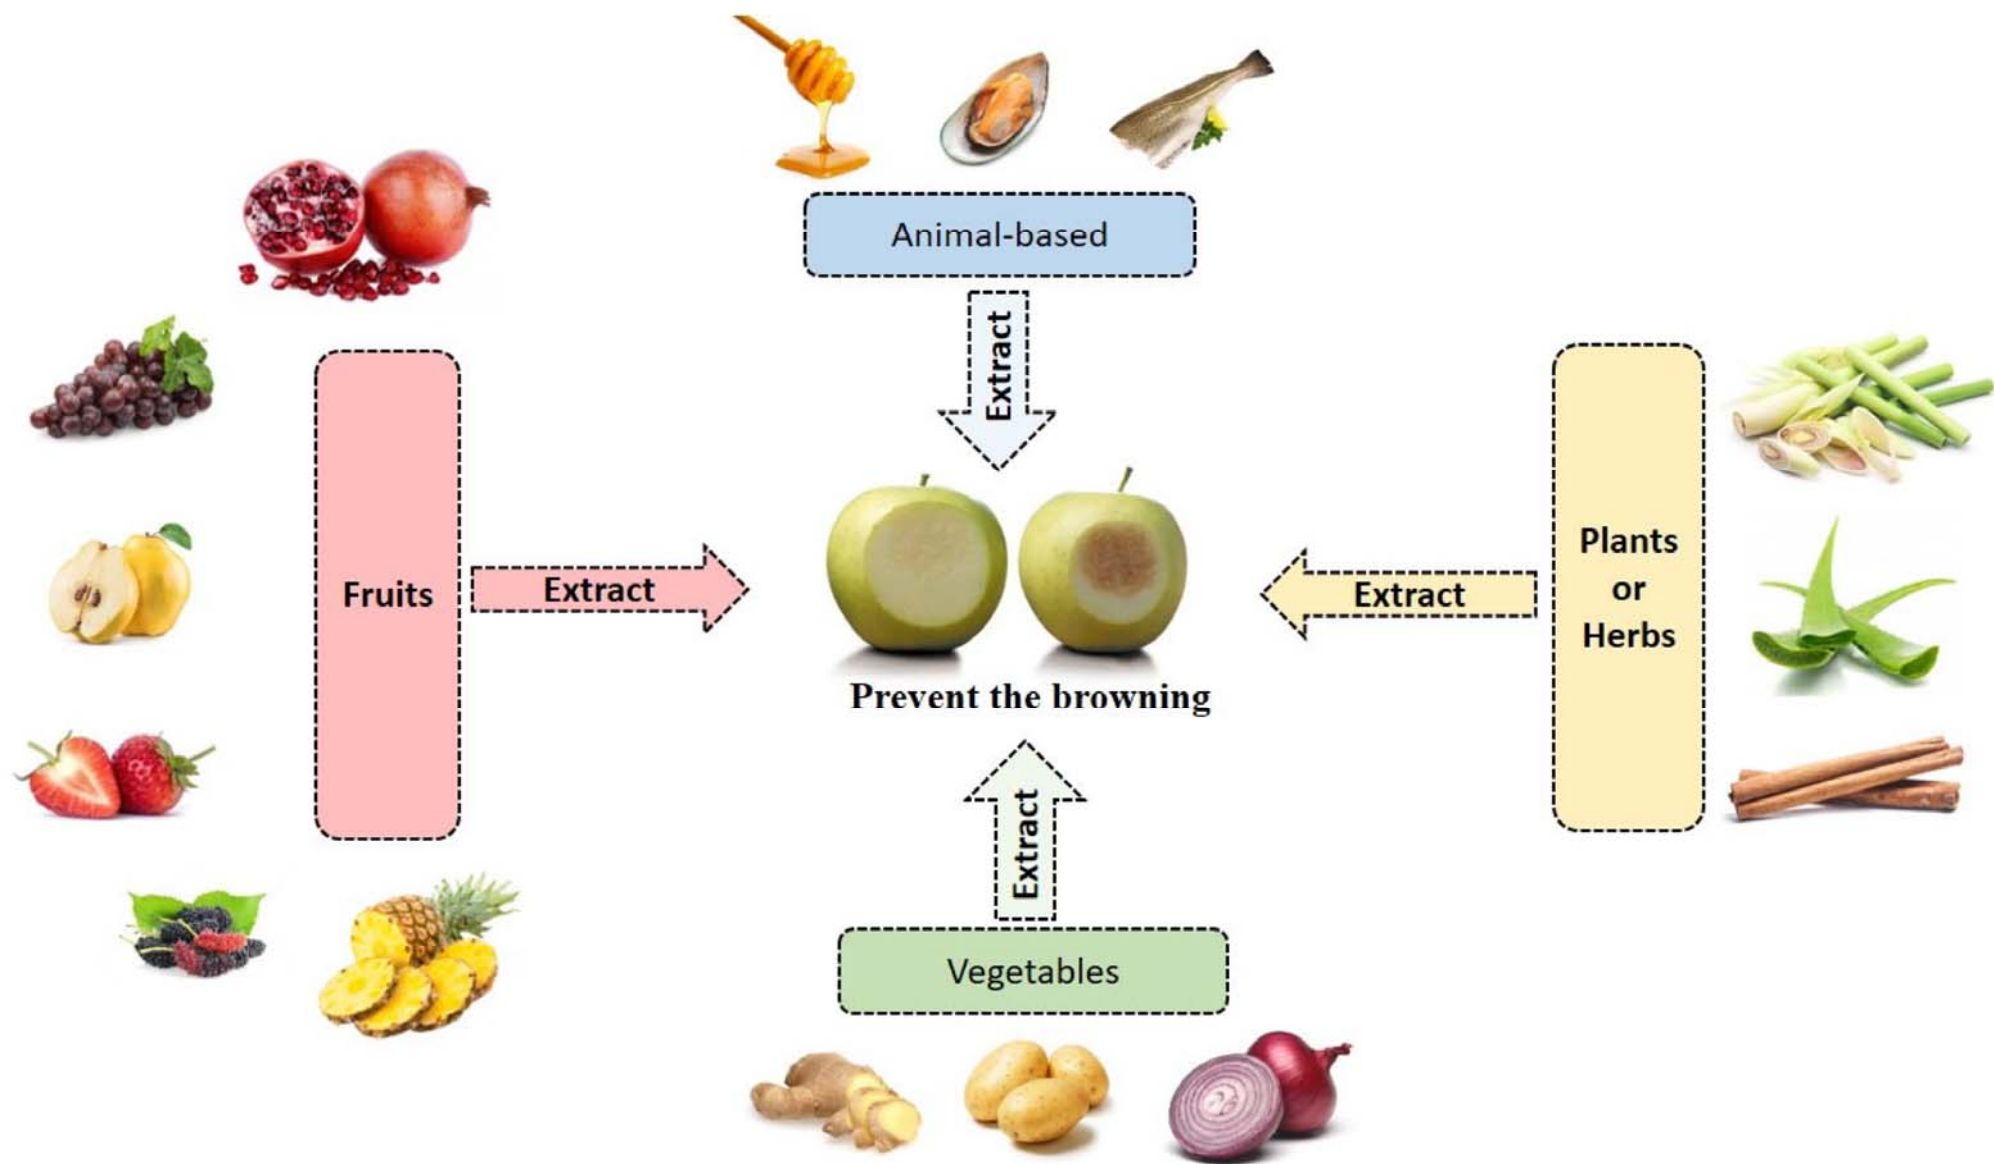 Animal-based
Extract
Fruits
Extract
Prevent the browning
Extract
Plants
or
Herbs
Extract
Vegetables